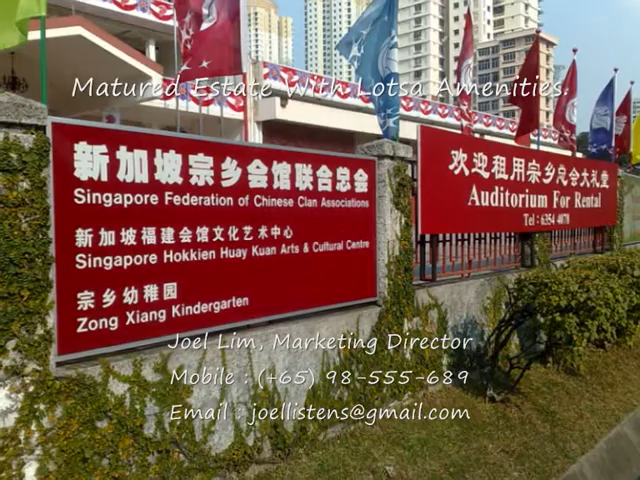 Matured Estate With Lotsa Amenities.
新加坡宗乡会馆联合总会
Singapore Federation of Chinese Clan Associations
新加坡福建会馆文化艺术中心
Singapore Hokkien Huay Kuan Arts & Cultural Centre
宗乡幼稚园
Zong Xiang Kindergarten
欢迎租用宗乡总会大礼堂
Auditorium For Rental
Tel : 6354 4078
Joel Lim, Marketing Director
Mobile : (+65) 98-555-689
Email : joellistens@gmail.com